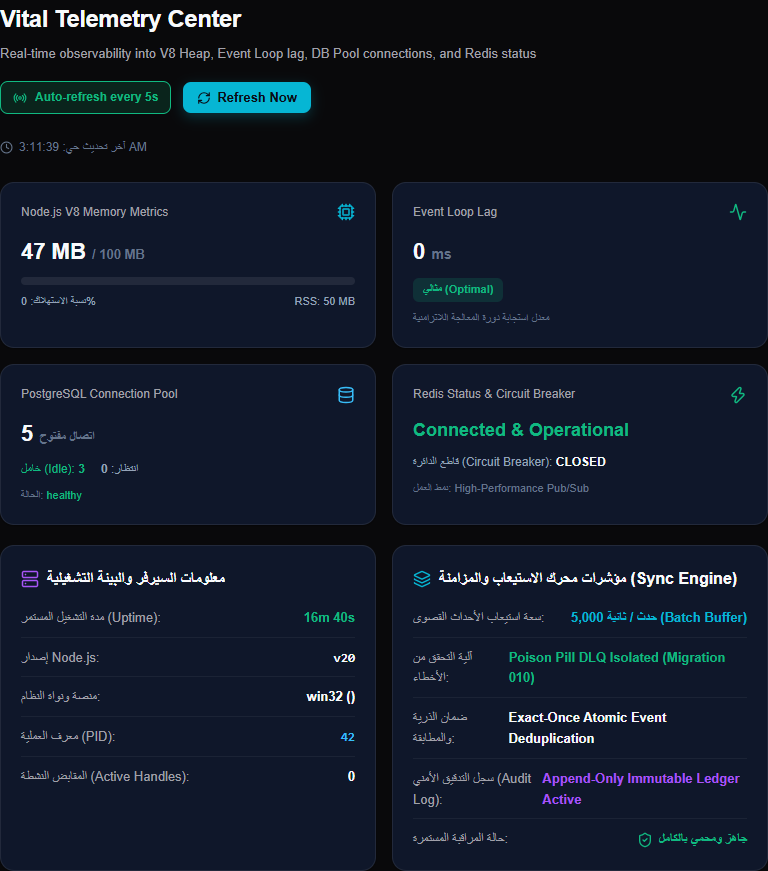 Vital Telemetry Center
Real-time observability into V8 Heap, Event Loop lag, DB Pool connections, and Redis status
Auto-refresh every 5s
Refresh Now
آخر تحديث حي: 3:11:39 AM
Node.js V8 Memory Metrics
47 MB / 100 MB
نسبة الاستهلاك: 0%
RSS: 50 MB
Event Loop Lag
0 ms
مثالي (Optimal)
معدل استجابة دورة المعالجة اللاتزامنية
PostgreSQL Connection Pool
5 اتصال مفتوح
خامل (Idle): 3
انتظار: 0
الحالة: healthy
Redis Status & Circuit Breaker
Connected & Operational
قاطع الدائرة (Circuit Breaker): CLOSED
نمط العمل: High-Performance Pub/Sub
معلومات السيرفر والبيئة التشغيلية
مدة التشغيل المستمر (Uptime):
16m 40s
إصدار Node.js:
v20
منصة ونواة النظام:
win32 ()
معرف العملية (PID):
42
المقابض النشطة (Active Handles):
0
مؤشرات محرك الاستيعاب والمزامنة (Sync Engine)
سعة استيعاب الأحداث القصوى:
5,000 حدث / ثانية (Batch Buffer)
آلية التحقق من
الأخطاء:
Poison Pill DLQ Isolated (Migration
010)
ضمان الذرية
والمطابقة:
Exact-Once Atomic Event
Deduplication
سجل التدقيق الأمني (Audit
Log):
Append-Only Immutable Ledger
Active
حالة المراقبة المستمرة:
جاهز ومحمي بالكامل